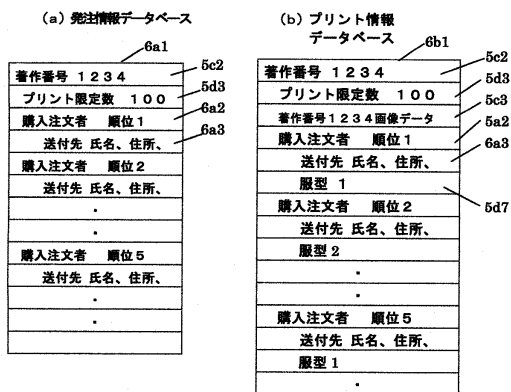 (a) 発注情報データベース
6a1
著作番号 1234
5c2
プリント限定数 100
5d3
購入注文者 順位1
6a2
送付先 氏名、住所、
6a3
購入注文者 順位2
送付先 氏名、住所、
・
・
購入注文者 順位5
送付先 氏名、住所、
・
・
(b) プリント情報
データベース
6b1
著作番号 1234
5c2
プリント限定数 100
5d3
著作番号1234画像データ
5c3
購入注文者 順位1
5a2
送付先 氏名、住所、
6a3
服型 1
5d7
購入注文者 順位2
送付先 氏名、住所、
服型2
・
・
購入注文者 順位5
送付先 氏名、住所、
服型1
・